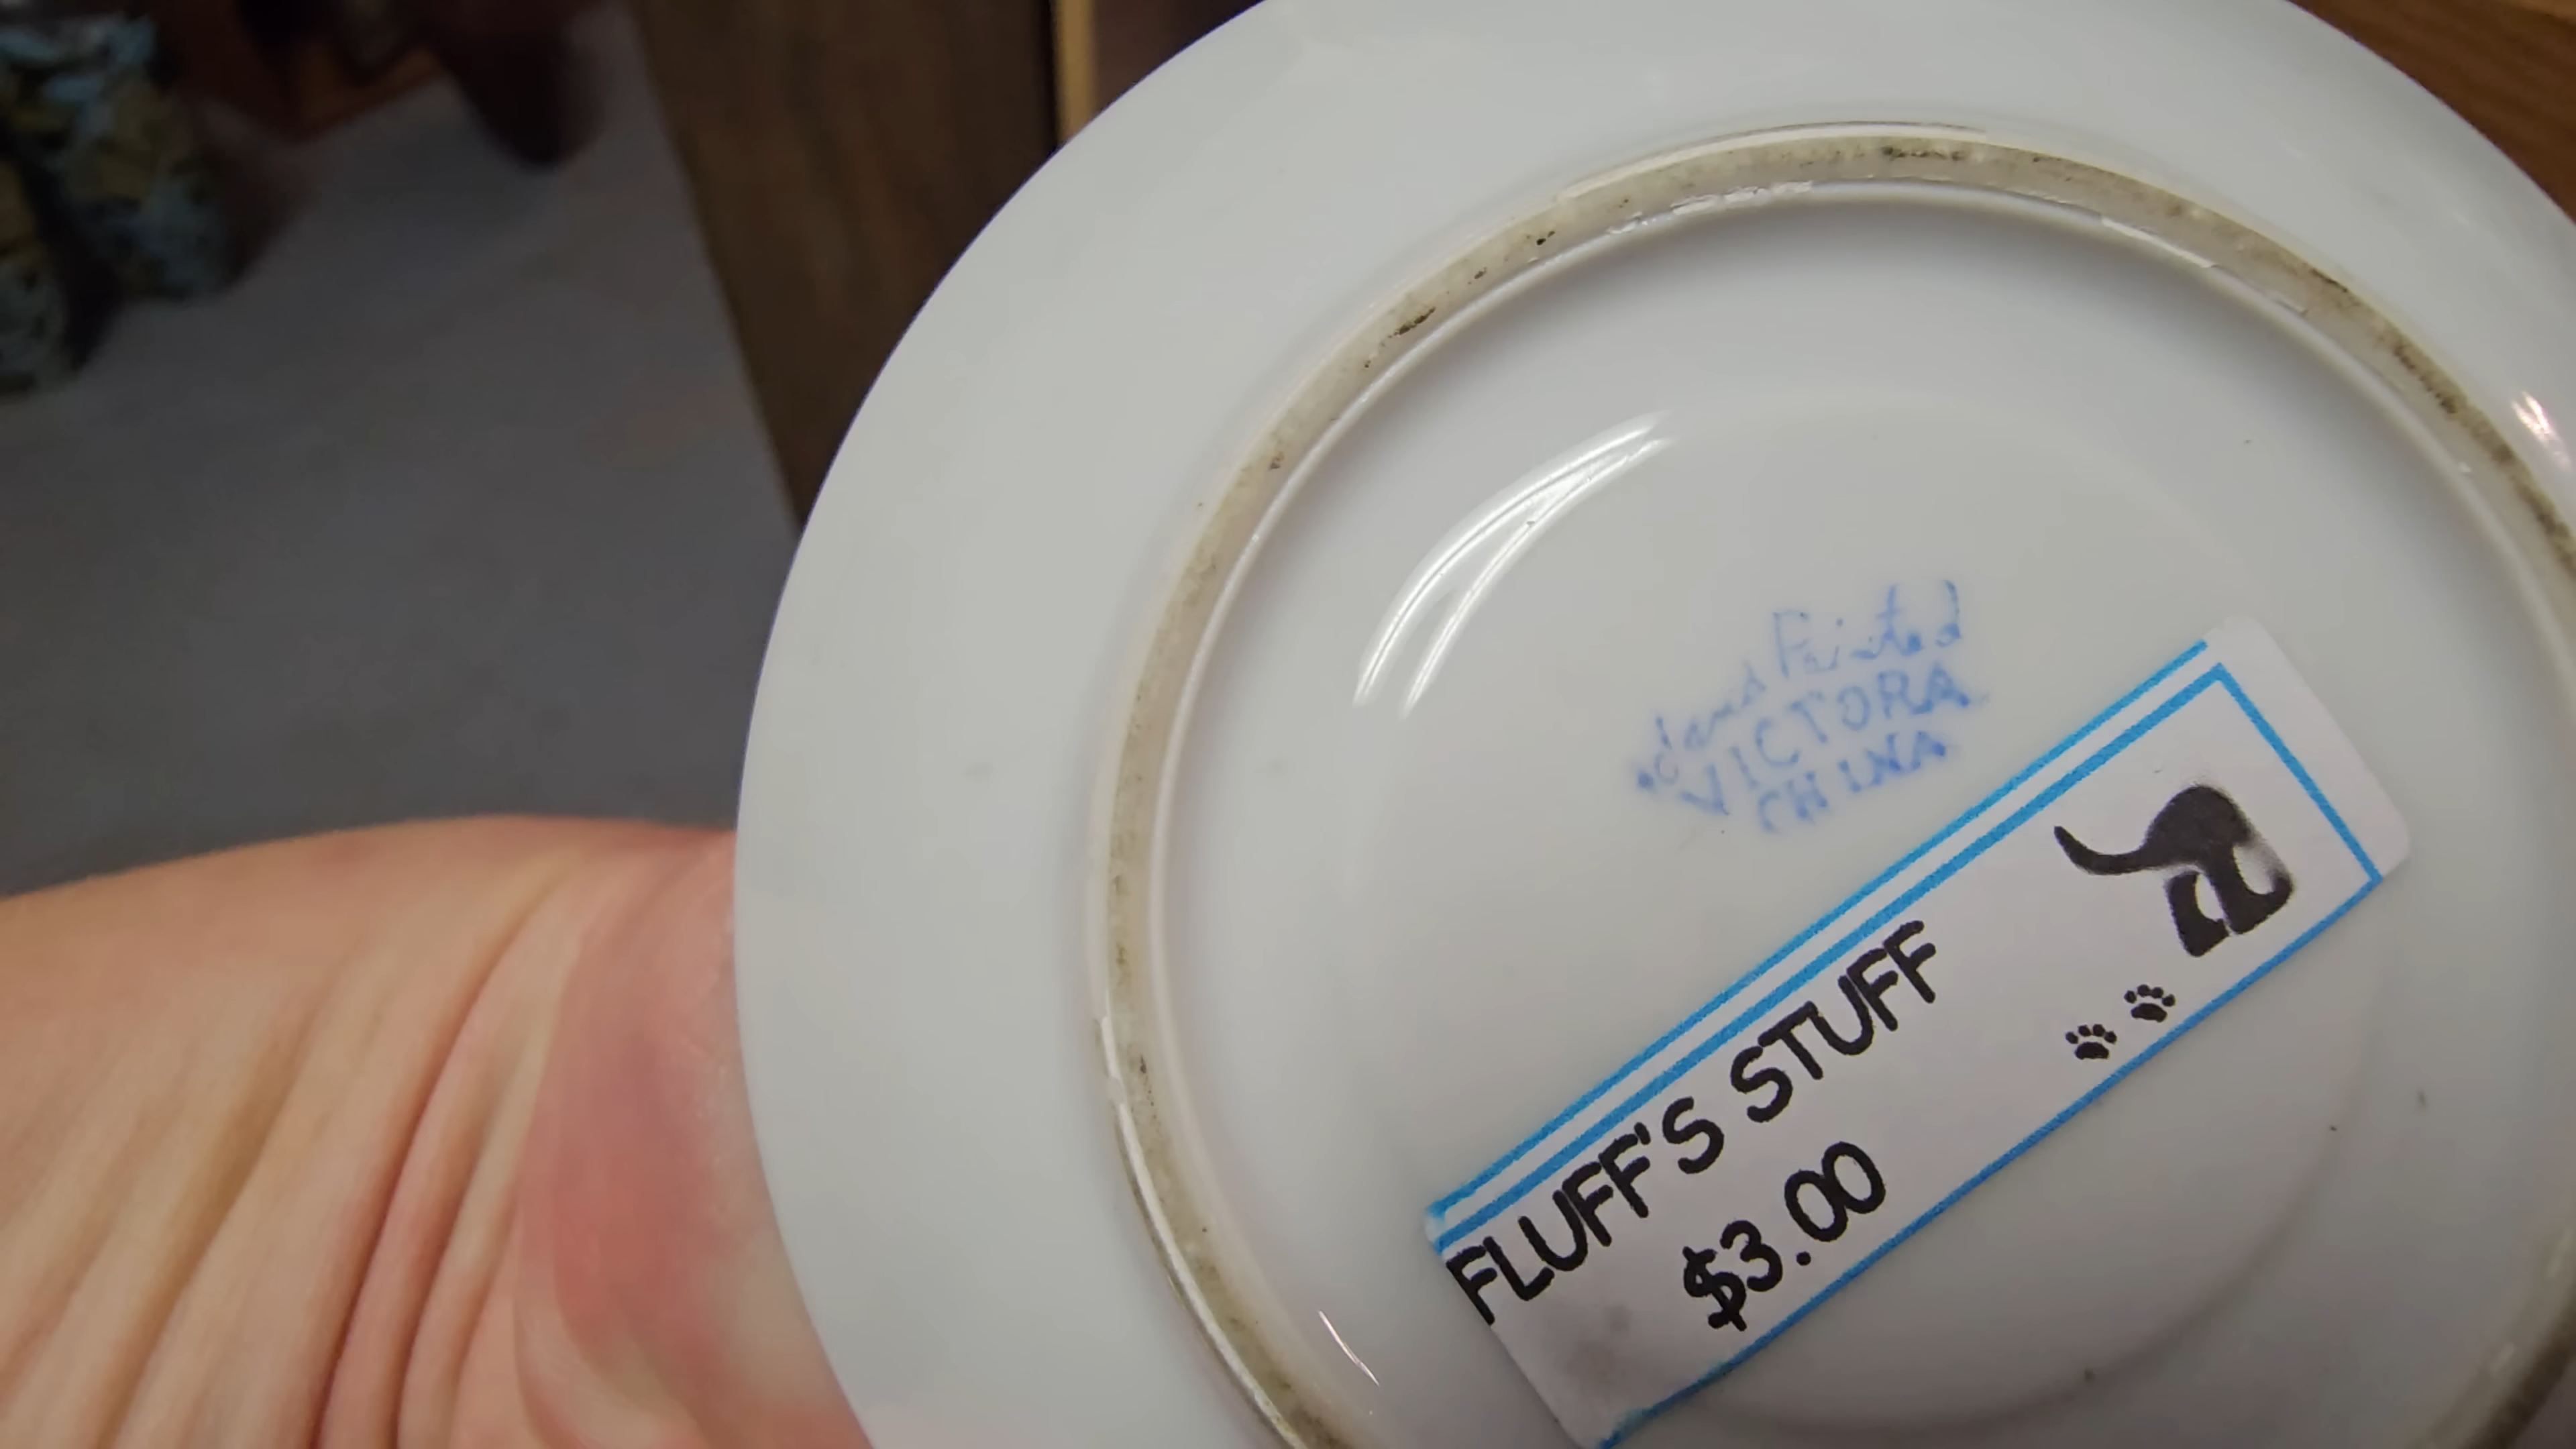 Hand Painted
VICTORA
CHINA
FLUFF'S STUFF
$3.00